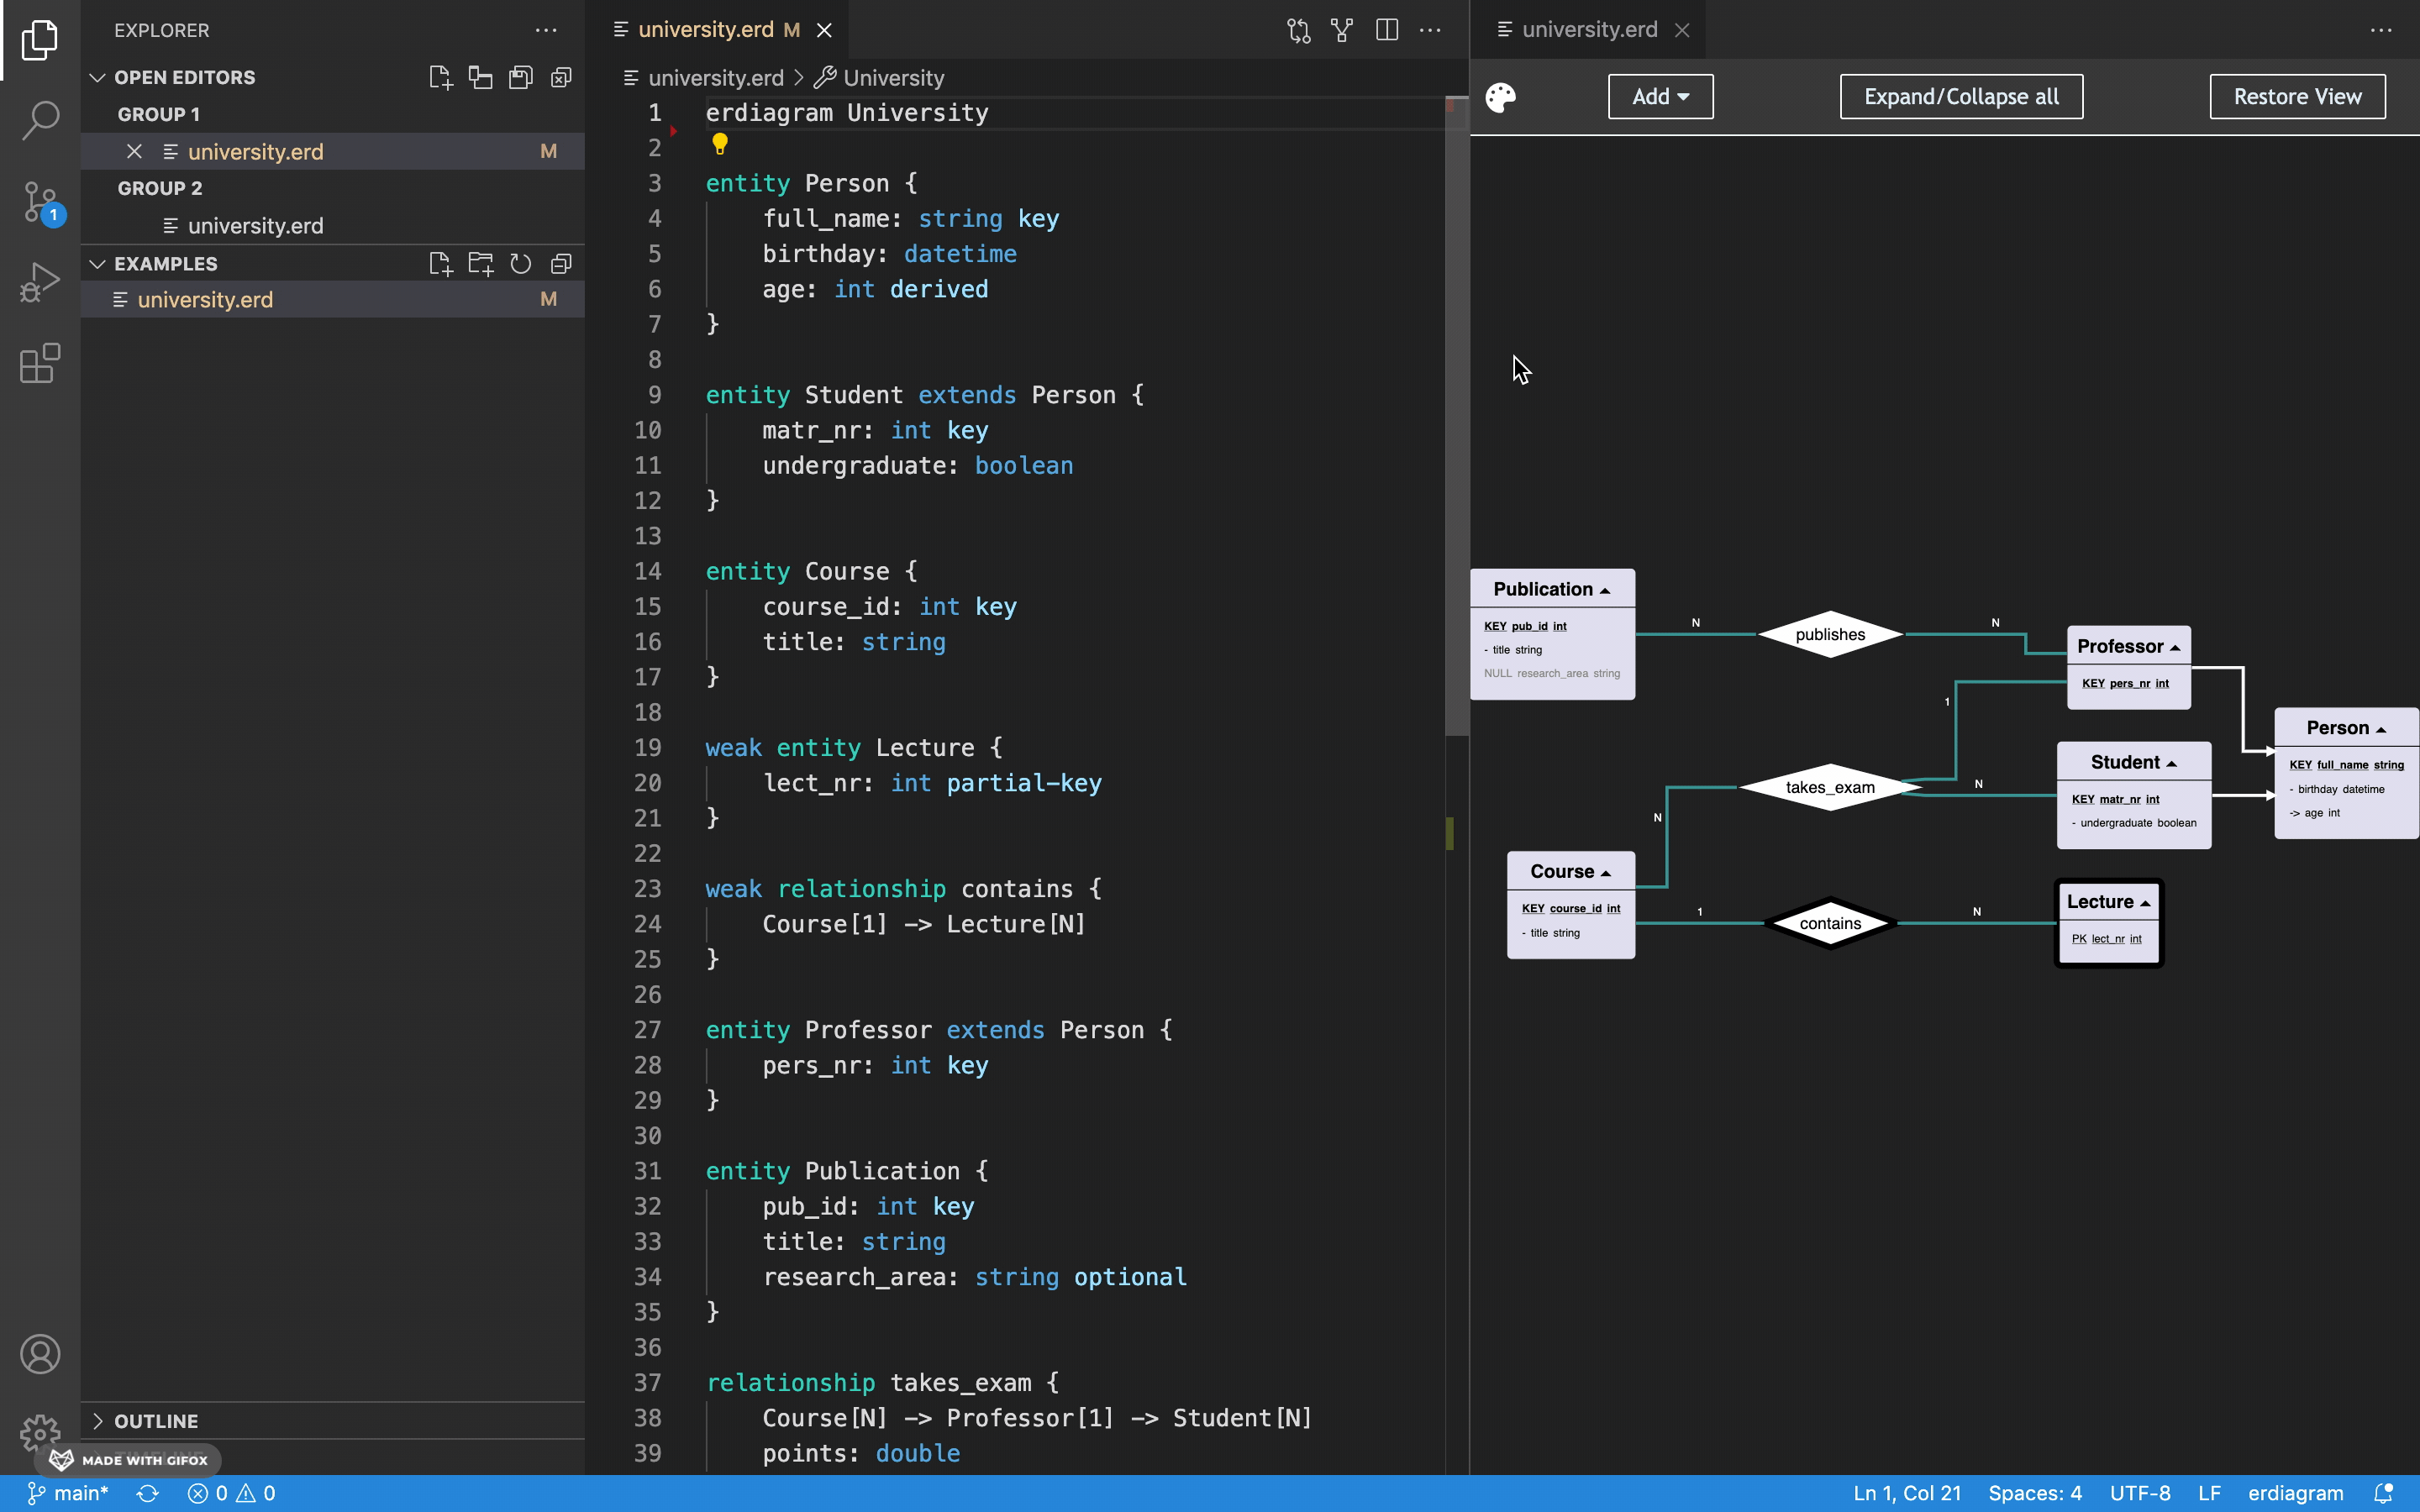 EXPLORER
OPEN EDITORS
GROUP 1
university.erd M
GROUP 2
university.erd
EXAMPLES
university.erd M
OUTLINE
TIMELINE
MADE WITH GIFOX
university.erd M
university.erd > University
1 erdiagram University
2
3 entity Person {
4 full_name: string key
5 birthday: datetime
6 age: int derived
7 }
8
9 entity Student extends Person {
10 matr_nr: int key
11 undergraduate: boolean
12 }
13
14 entity Course {
15 course_id: int key
16 title: string
17 }
18
19 weak entity Lecture {
20 lect_nr: int partial-key
21 }
22
23 weak relationship contains {
24 Course[1] -> Lecture[N]
25 }
26
27 entity Professor extends Person {
28 pers_nr: int key
29 }
30
31 entity Publication {
32 pub_id: int key
33 title: string
34 research_area: string optional
35 }
36
37 relationship takes_exam {
38 Course[N] -> Professor[1] -> Student[N]
39 points: double
university.erd
Add
Expand/Collapse all
Restore View
Publication
KEY pub_id int
- title string
NULL research_area string
N
publishes
N
Professor
KEY pers_nr int
1
Person
KEY full_name string
- birthday datetime
-> age int
Student
KEY matr_nr int
- undergraduate boolean
takes_exam
N
N
Course
KEY course_id int
- title string
1
contains
N
Lecture
PK lect_nr int
1
main*
0
0
Ln 1, Col 21
Spaces: 4
UTF-8
LF
erdiagram